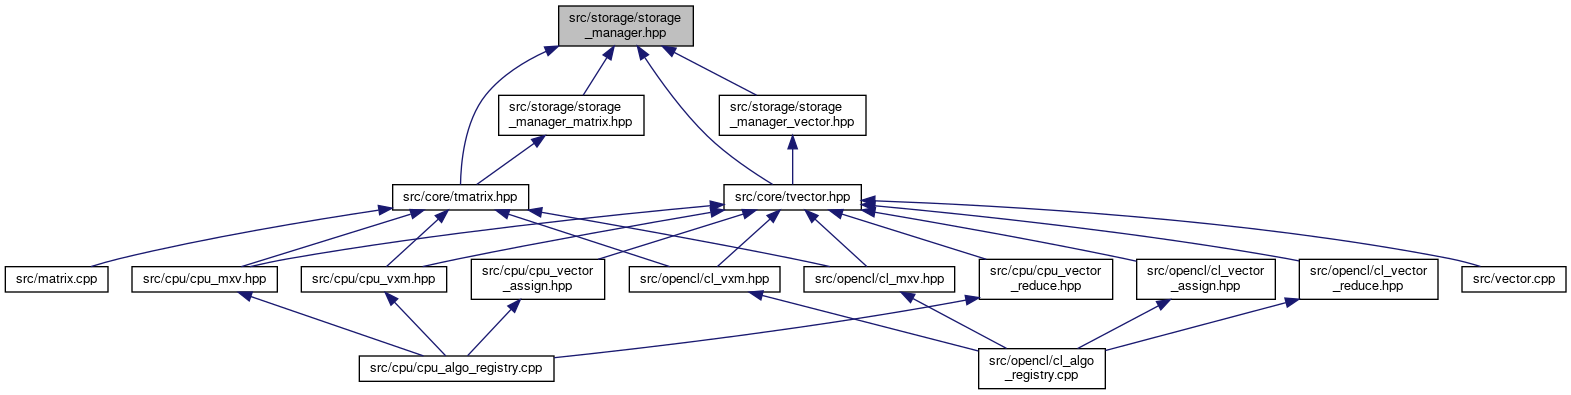 src/storage/storage
_manager.hpp
src/storage/storage
_manager_matrix.hpp
src/storage/storage
_manager_vector.hpp
src/core/tmatrix.hpp
src/core/tvector.hpp
src/matrix.cpp
src/cpu/cpu_mxv.hpp
src/cpu/cpu_vxm.hpp
src/cpu/cpu_vector
_assign.hpp
src/opencl/cl_vxm.hpp
src/opencl/cl_mxv.hpp
src/cpu/cpu_vector
_reduce.hpp
src/opencl/cl_vector
_assign.hpp
src/opencl/cl_vector
_reduce.hpp
src/vector.cpp
src/cpu/cpu_algo_registry.cpp
src/opencl/cl_algo
_registry.cpp